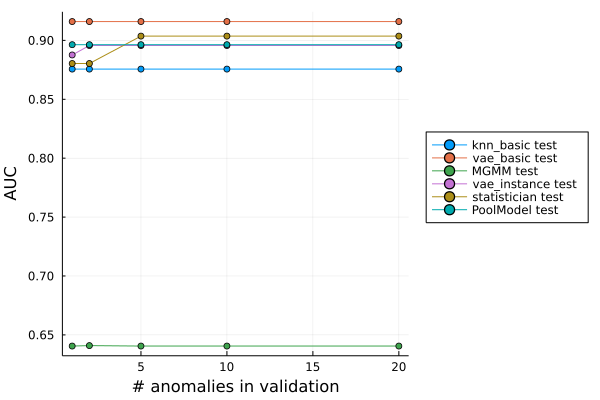 0.90
0.85
0.80
0.75
0.70
0.65
AUC
5
10
15
20
# anomalies in validation
knn_basic test
vae_basic test
MGMM test
vae_instance test
statistician test
PoolModel test